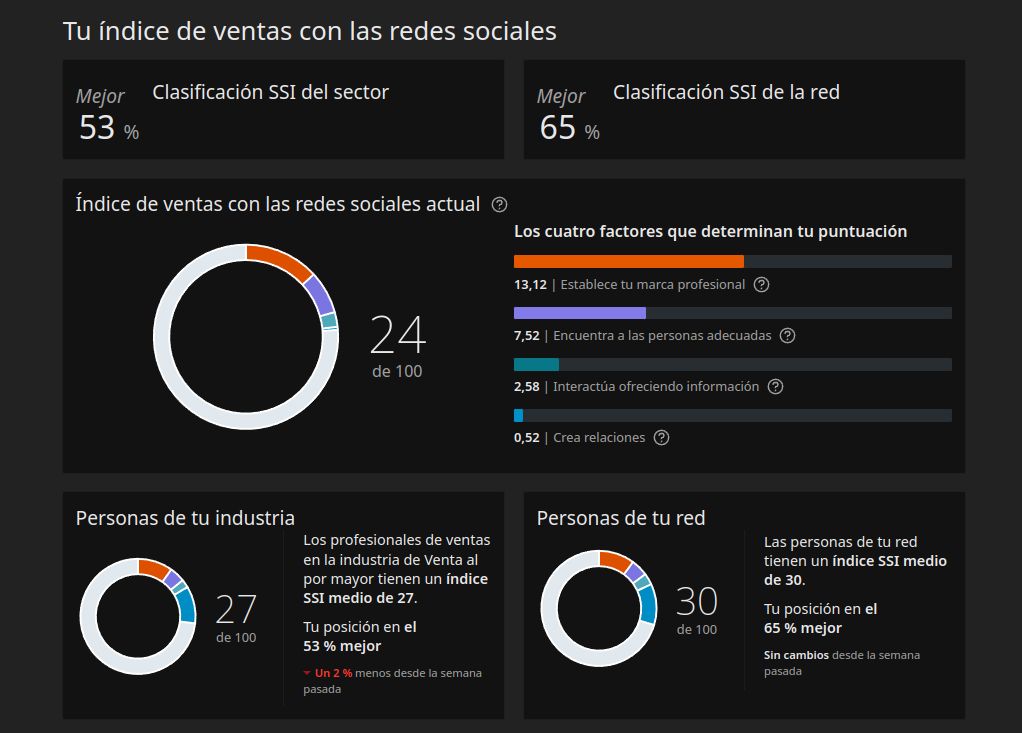 Tu índice de ventas con las redes sociales
Mejor
53 %
Clasificación SSI del sector
Mejor
65 %
Clasificación SSI de la red
Índice de ventas con las redes sociales actual ?
24
de 100
Los cuatro factores que determinan tu puntuación
13,12 | Establece tu marca profesional ?
7,52 | Encuentra a las personas adecuadas ?
2,58 | Interactúa ofreciendo información ?
0,52 | Crea relaciones ?
Personas de tu industria
27
de 100
Los profesionales de ventas
en la industria de Venta al
por mayor tienen un índice
SSI medio de 27.
Tu posición en el
53 % mejor
Un 2 % menos desde la semana
pasada
Personas de tu red
30
de 100
Las personas de tu red
tienen un índice SSI medio
de 30.
Tu posición en el
65 % mejor
Sin cambios desde la semana
pasada